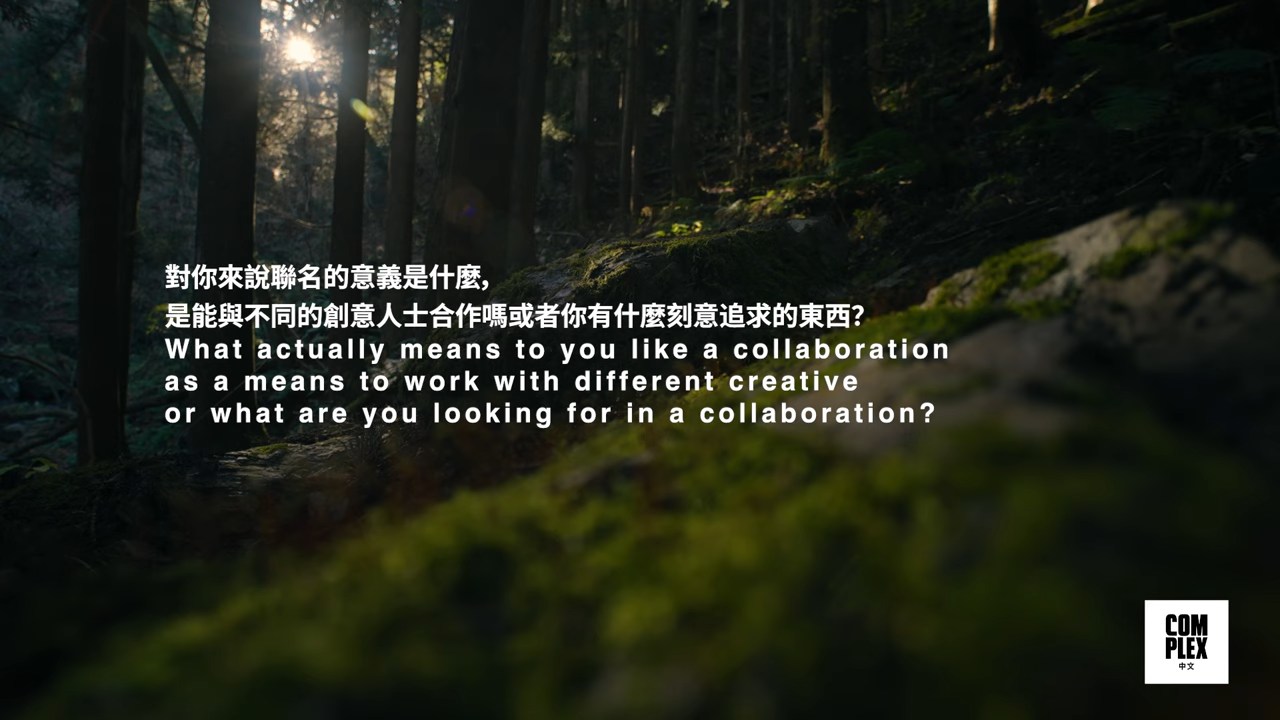 對你來說聯名的意義是什麼,
是能與不同的創意人士合作嗎或者你有什麼刻意追求的東西?
What actually means to you like a collaboration
as a means to work with different creative
or what are you looking for in a collaboration?
COM
PLEX
中文